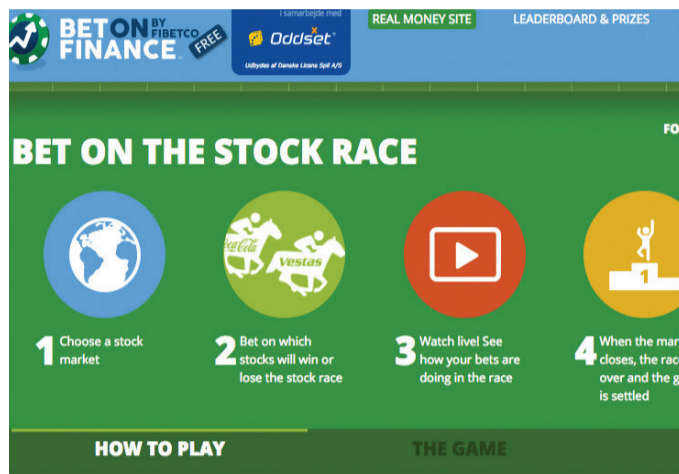 BETON BY FIBETCO
FINANCE FREE
I samarbejde med
Oddset
Udbydes af Danske Licens Spil A/S
REAL MONEY SITE
LEADERBOARD & PRIZES
FO
BET ON THE STOCK RACE
Coca-Cola
Vestas
1
1 Choose a stock
market
2 Bet on which
stocks will win or
lose the stock race
3 Watch live! See
how your bets are
doing in the race
4 When the mar
closes, the rac
over and the g
is settled
HOW TO PLAY
THE GAME